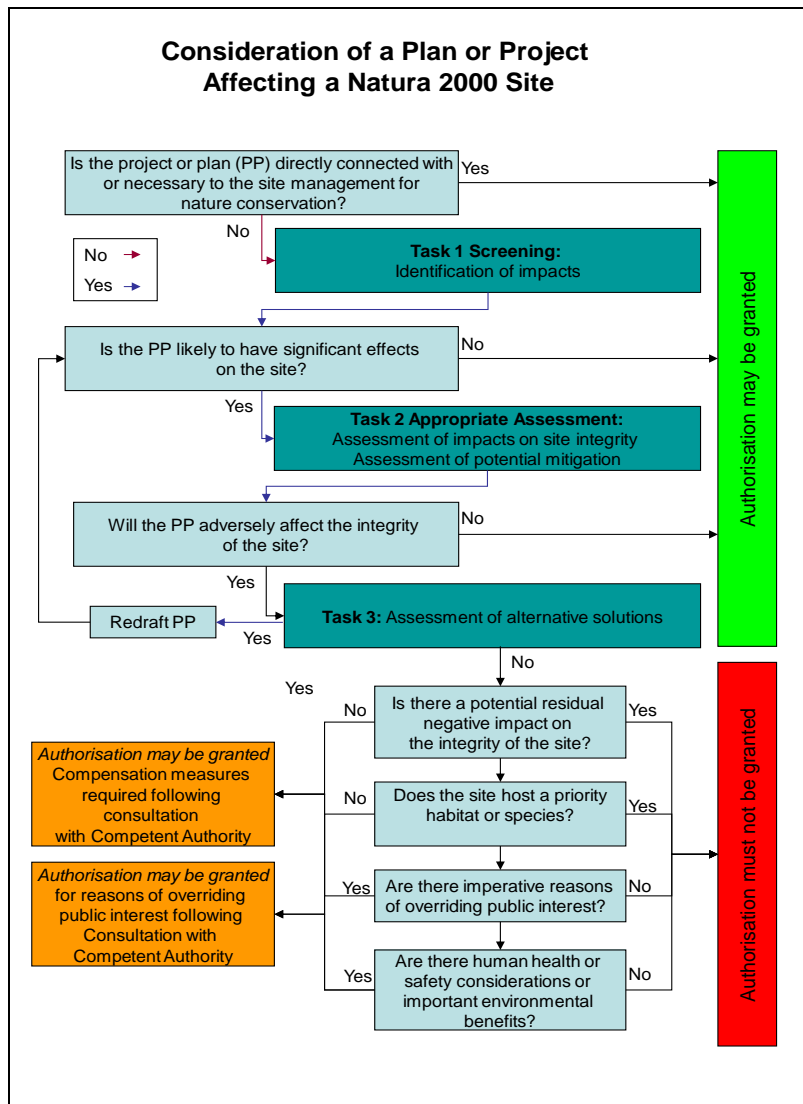 Consideration of a Plan or Project
Affecting a Natura 2000 Site
Is the project or plan (PP) directly connected with
or necessary to the site management for
nature conservation?
Yes
No
No
Yes
Task 1 Screening:
Identification of impacts
Is the PP likely to have significant effects
on the site?
No
Yes
Task 2 Appropriate Assessment:
Assessment of impacts on site integrity
Assessment of potential mitigation
Will the PP adversely affect the integrity
of the site?
No
Yes
Redraft PP
Yes
Task 3: Assessment of alternative solutions
No
Authorisation may be granted
Yes
No
Is there a potential residual
negative impact on
the integrity of the site?
Yes
Authorisation may be granted
Compensation measures
required following
consultation
with Competent Authority
No
Does the site host a priority
habitat or species?
Yes
Authorisation may be granted
for reasons of overriding
public interest following
Consultation with
Competent Authority
Yes
Are there imperative reasons
of overriding public interest?
No
Yes
Are there human health or
safety considerations or
important environmental
benefits?
No
Authorisation must not be granted